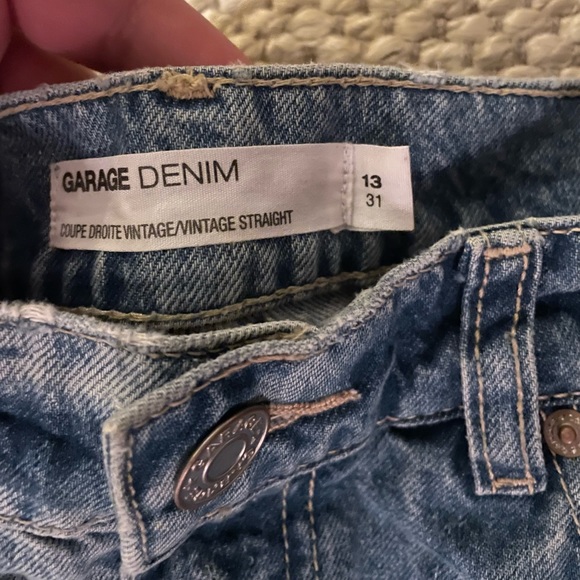 GARAGE DENIM
COUPE DROITE VINTAGE/VINTAGE STRAIGHT
13
31